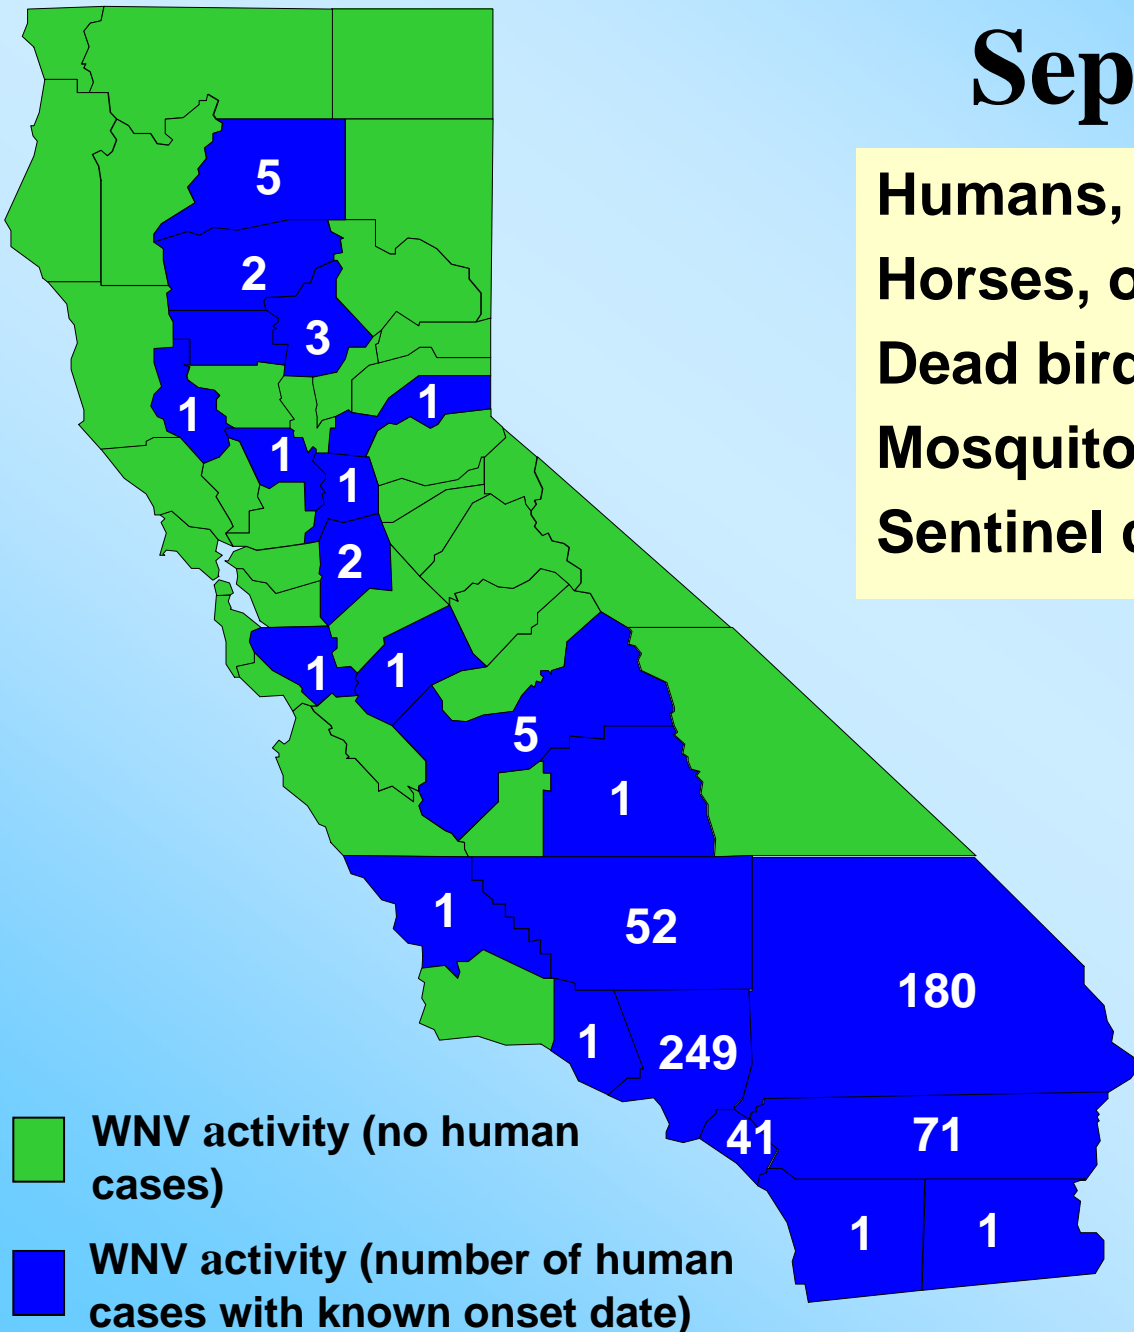 Sep
Humans,
Horses, o
Dead bird
Mosquito
Sentinel
5
2
3
1
1
1
1
2
1
1
5
1
1
52
180
1
249
41
71
1
1
WNV activity (no human
cases)
WNV activity (number of human
cases with known onset date)